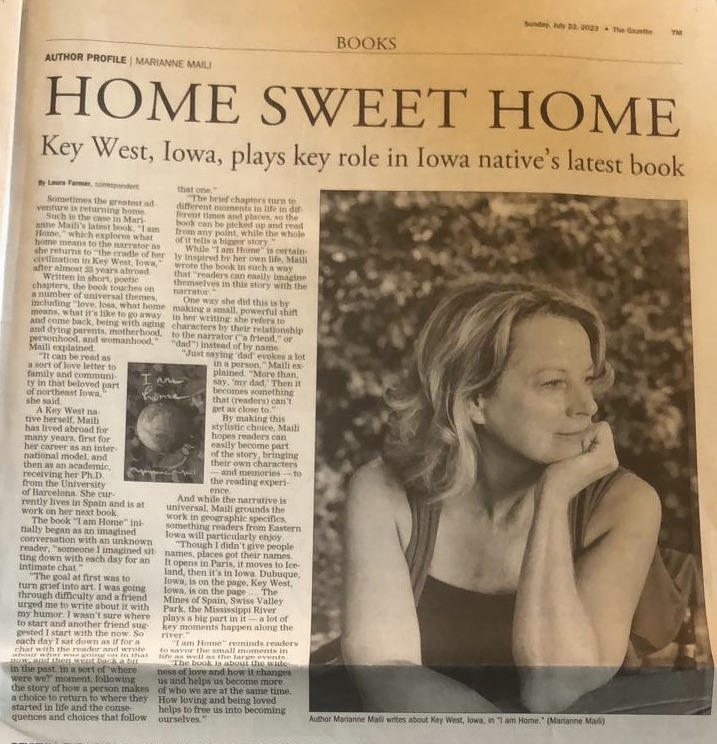 Sunday, July 23, 2023 • The Gazette 7M
BOOKS
AUTHOR PROFILE | MARIANNE MAILI
HOME SWEET HOME
Key West, Iowa, plays key role in Iowa native's latest book
By Laura Farmer, correspondent
Sometimes the greatest ad-
venture is returning home.
Such is the case in Mari-
anne Maili's latest book, "I am
Home," which explores what
home means to the narrator as
she returns to "the cradle of her
civilization in Key West, Iowa,"
after almost 25 years abroad.
Written in short, poetic
chapters, the book touches on
a number of universal themes,
including "love, loss, what home
means, what it's like to go away
and come back, being with aging
and dying parents, motherhood,
personhood, and womanhood,"
Maili explained.
"It can be read as
a sort of love letter to
family and communi-
ty in that beloved part
of northeast Iowa,"
she said.
A Key West na-
tive herself, Maili
has lived abroad for
many years, first for
her career as an inter-
national model, and
then as an academic,
receiving her Ph.D.
from the University
of Barcelona. She cur-
rently lives in Spain and is at
work on her next book.
The book "I am Home" ini-
tially began as an imagined
conversation with an unknown
reader, "someone I imagined sit-
ting down with each day for an
intimate chat."
"The goal at first was to
turn grief into art. I was going
through difficulty and a friend
urged me to write about it with
my humor. I wasn't sure where
to start and another friend sug-
gested I start with the now. So
each day I sat down as if for a
chat with the reader and wrote
about what was going on in that
now, and then went back a bit
in the past, in a sort of 'where
were we?' moment, following
the story of how a person makes
a choice to return to where they
started in life and the conse-
quences and choices that follow
that one."
"The brief chapters turn to
different moments in life in dif-
ferent times and places, so the
book can be picked up and read
from any point, while the whole
of it tells a bigger story."
While "I am Home" is certain-
ly inspired by her own life, Maili
wrote the book in such a way
that "readers can easily imagine
themselves in this story with the
narrator."
One way she did this is by
making a small, powerful shift
in her writing: she refers to
characters by their relationship
to the narrator ("a friend," or
"dad") instead of by name.
"Just saying 'dad' evokes a lot
in a person," Maili ex-
plained. "More than,
say, 'my dad.' Then it
becomes something
that (readers) can't
get as close to."
By making this
stylistic choice, Maili
hopes readers can
easily become part
of the story, bringing
their own characters
— and memories — to
the reading experi-
ence.
And while the narrative is
universal, Maili grounds the
work in geographic specifics,
something readers from Eastern
Iowa will particularly enjoy.
"Though I didn't give people
names, places got their names.
It opens in Paris, it moves to Ice-
land, then it's in Iowa. Dubuque,
Iowa, is on the page, Key West,
Iowa, is on the page .... The
Mines of Spain, Swiss Valley
Park, the Mississippi River
plays a big part in it — a lot of
key moments happen along the
river."
"I am Home" reminds readers
to savor the small moments in
life as well as the large events.
"The book is about the wide-
ness of love and how it changes
us and helps us become more
of who we are at the same time.
How loving and being loved
helps to free us into becoming
ourselves."
I am
home
Author Marianne Maili writes about Key West, Iowa, in "I am Home." (Marianne Maili)